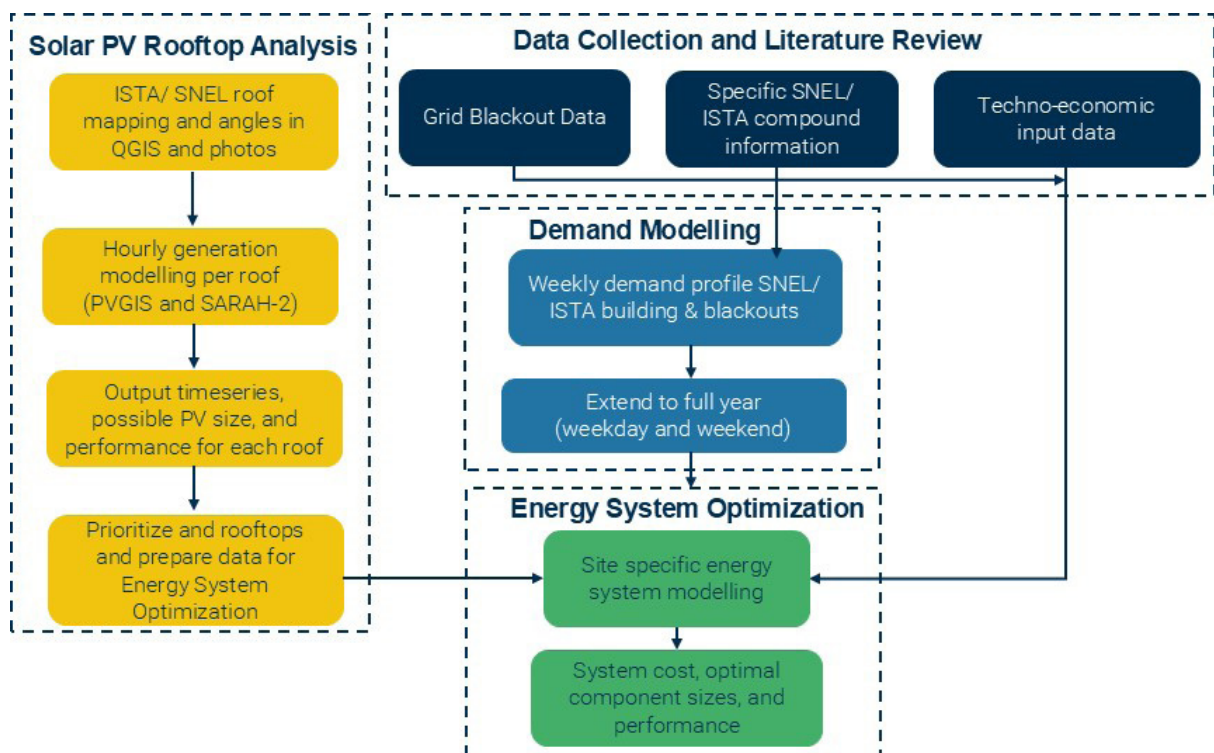 Solar PV Rooftop Analysis
ISTA/ SNEL roof
mapping and angles in
QGIS and photos
Hourly generation
modelling per roof
(PVGIS and SARAH-2)
Output timeseries,
possible PV size, and
performance for each roof
Prioritize and rooftops
and prepare data for
Energy System
Optimization
Data Collection and Literature Review
Grid Blackout Data
Specific SNEL/
ISTA compound
information
Techno-economic
input data
Demand Modelling
Weekly demand profile SNEL/
ISTA building & blackouts
Extend to full year
(weekday and weekend)
Energy System Optimization
Site specific energy
system modelling
System cost, optimal
component sizes, and
performance